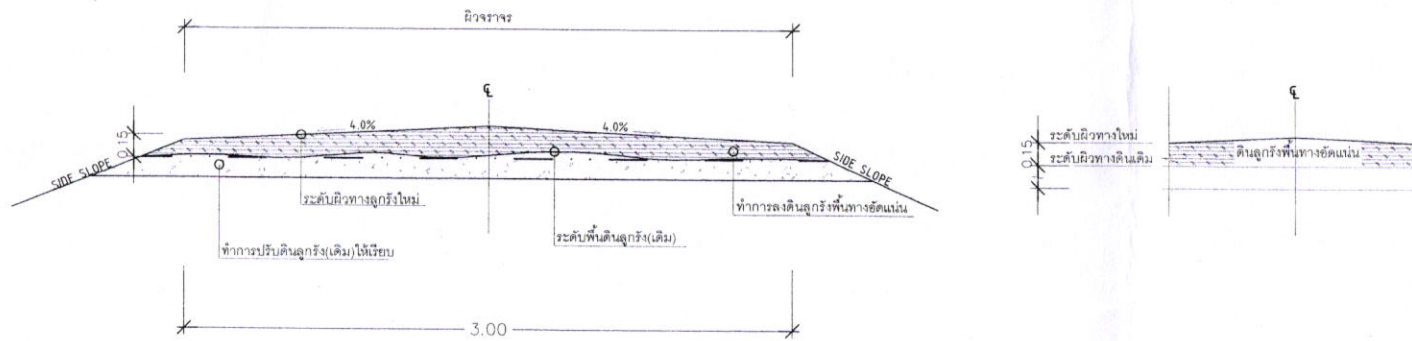 ผิวจราจร
℄
4.0%
4.0%
0.15
SIDE SLOPE
SIDE SLOPE
ระดับผิวทางลูกรังใหม่
ทำการลงดินลูกรังพื้นทางอัดแน่น
ระดับพื้นดินลูกรัง(เดิม)
ทำการปรับดินลูกรัง(เดิม)ให้เรียบ
3.00
℄
0.15
ระดับผิวทางใหม่
ระดับผิวทางดินเดิม
ดินลูกรังพื้นทางอัดแน่น